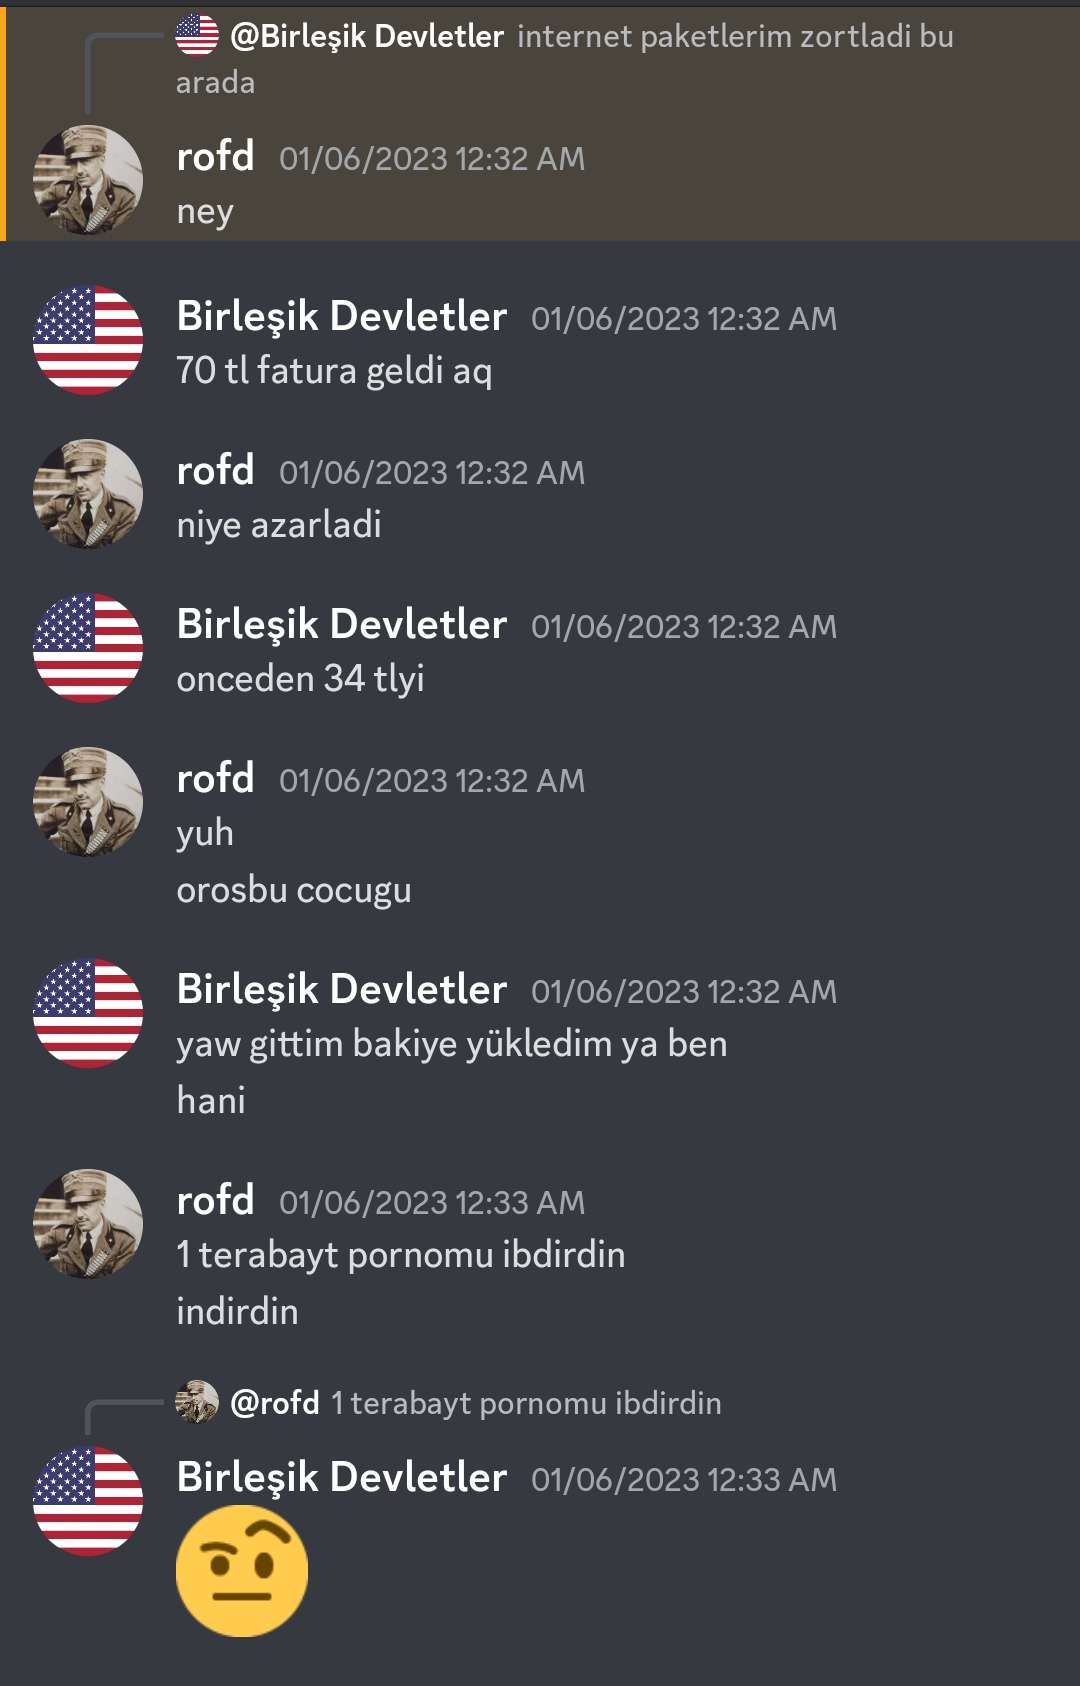 @Birleşik Devletler internet paketlerim zortladi bu
arada
rofd 01/06/2023 12:32 AM
ney
Birleşik Devletler 01/06/2023 12:32 AM
70 tl fatura geldi aq
rofd 01/06/2023 12:32 AM
niye azarladi
Birleşik Devletler 01/06/2023 12:32 AM
onceden 34 tlyi
rofd 01/06/2023 12:32 AM
yuh
orosbu cocugu
Birleşik Devletler 01/06/2023 12:32 AM
yaw gittim bakiye yükledim ya ben
hani
rofd 01/06/2023 12:33 AM
1 terabayt pornomu ibdirdin
indirdin
@rofd 1 terabayt pornomu ibdirdin
Birleşik Devletler 01/06/2023 12:33 AM